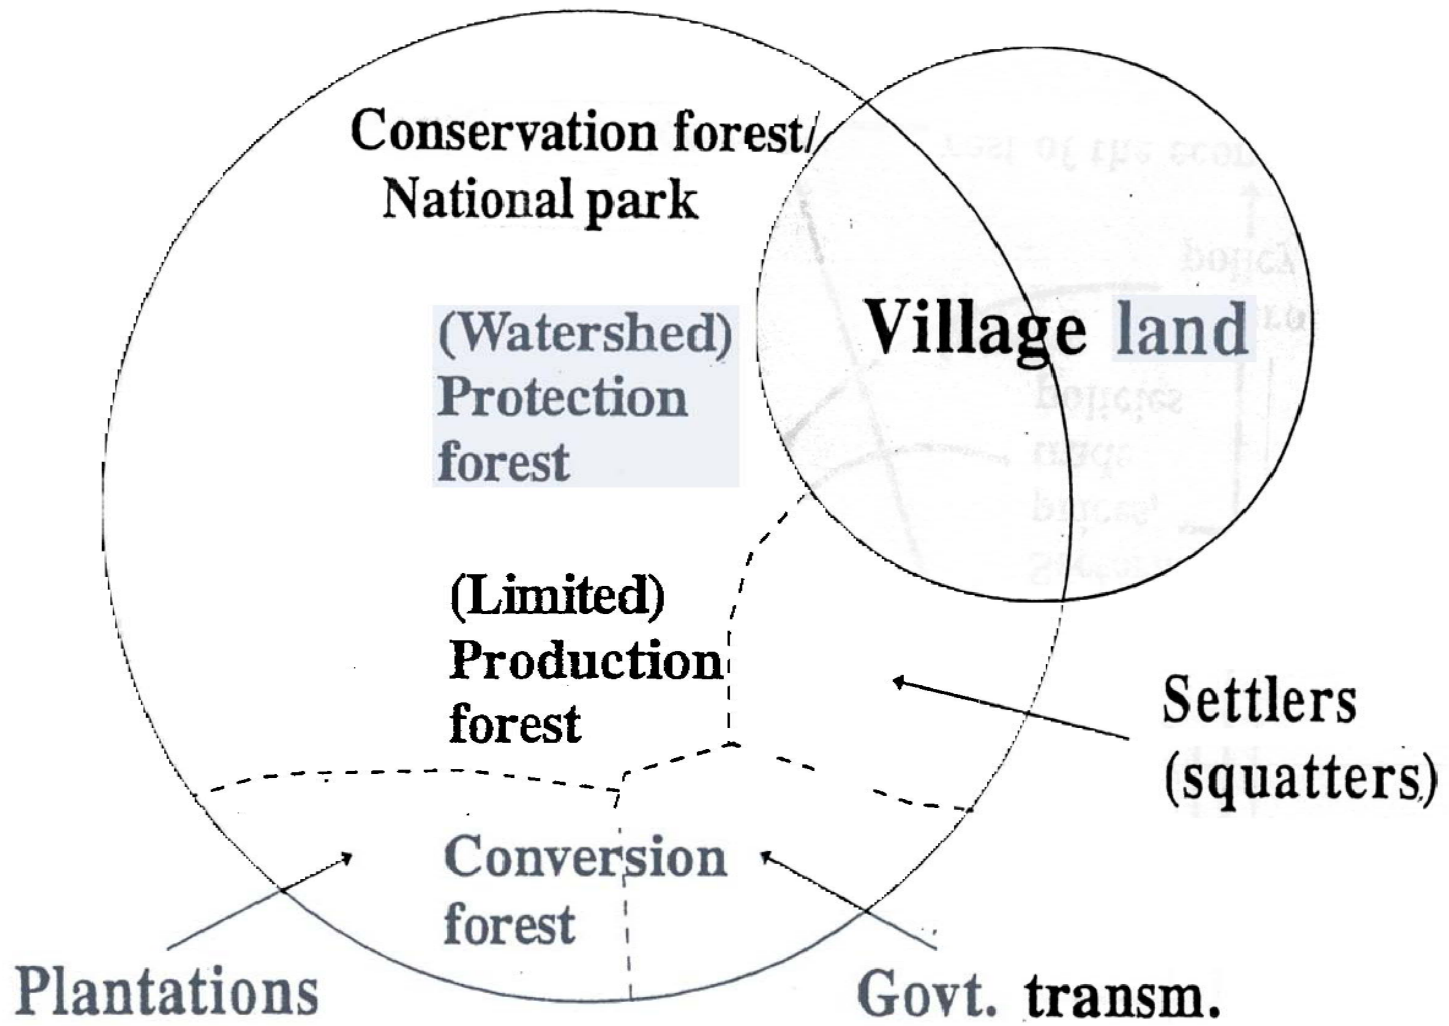 Conservation forest/
National park
(Watershed)
Protection
forest
Village land
(Limited)
Production
forest
Settlers
(squatters)
Conversion
forest
Plantations
Govt. transm.